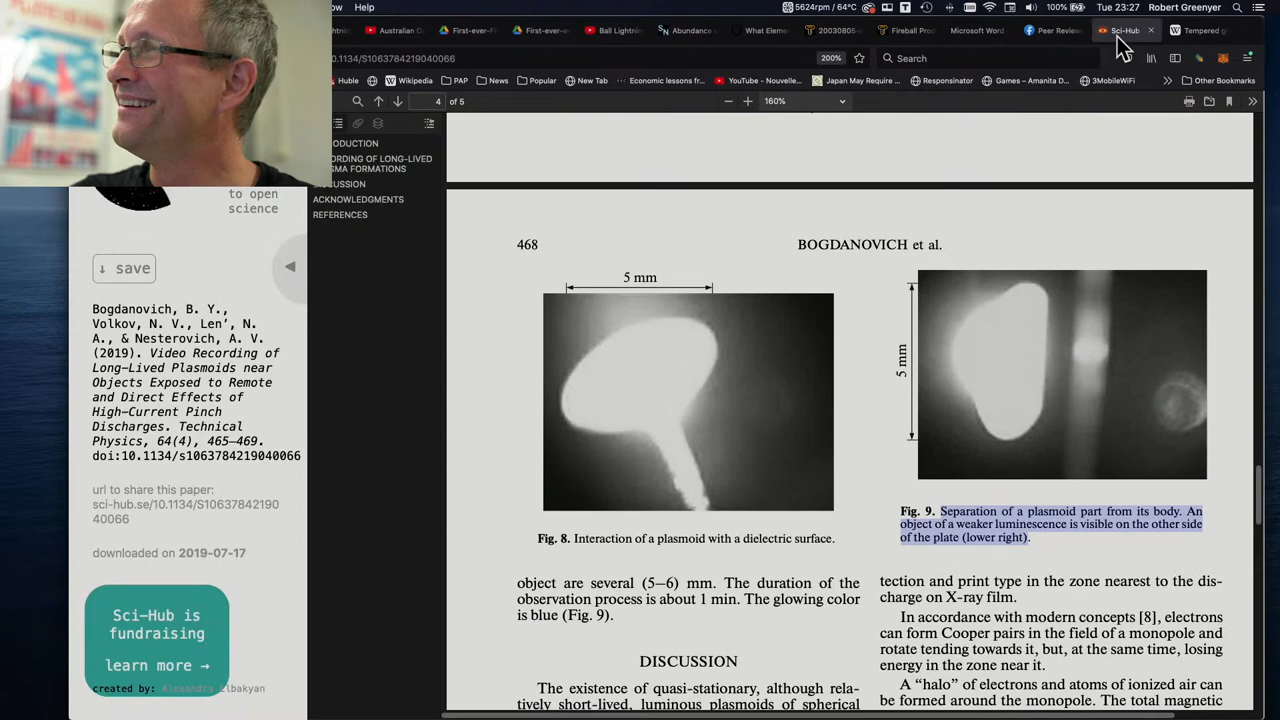 Edit
View
Help
5624rpm / 64°C
100%
Tue 23:27
Robert Greenyer
Australian
First-ever-F
First-ever-
Ball Lightnin
Abundance
What Elemen
20030805-
Fireball Prod
Microsoft Word
Peer Review
Sci-Hub
Tempered gl
0.1134/S1063784219040066
200%
Search
Huble
Wikipedia
PAP
News
Popular
New Tab
Economic lessons fr…
YouTube - Nouvelle…
Japan May Require …
Responsinator
Games – Amanita D…
3MobileWiFi
Other Bookmarks
4 of 5
160%
to open
science
↓ save
Bogdanovich, B. Y.,
Volkov, N. V., Len’, N.
A., & Nesterovich, A. V.
(2019). Video Recording of
Long-Lived Plasmoids near
Objects Exposed to Remote
and Direct Effects of
High-Current Pinch
Discharges. Technical
Physics, 64(4), 465–469.
doi:10.1134/s1063784219040066
url to share this paper:
sci-hub.se/10.1134/S10637842190
40066
downloaded on 2019-07-17
Sci-Hub is
fundraising
learn more →
created by: Alexandra Elbakyan
ACKNOWLEDGMENTS
REFERENCES
468
BOGDANOVICH et al.
5 mm
Fig. 8. Interaction of a plasmoid with a dielectric surface.
object are several (5–6) mm. The duration of the
observation process is about 1 min. The glowing color
is blue (Fig. 9).
DISCUSSION
The existence of quasi-stationary, although rela-
tively short-lived, luminous plasmoids of spherical
5 mm
Fig. 9. Separation of a plasmoid part from its body. An
object of a weaker luminescence is visible on the other side
of the plate (lower right).
tection and print type in the zone nearest to the dis-
charge on X-ray film.
In accordance with modern concepts [8], electrons
can form Cooper pairs in the field of a monopole and
rotate tending towards it, but, at the same time, losing
energy in the zone near it.
A “halo” of electrons and atoms of ionized air can
be formed around the monopole. The total magnetic